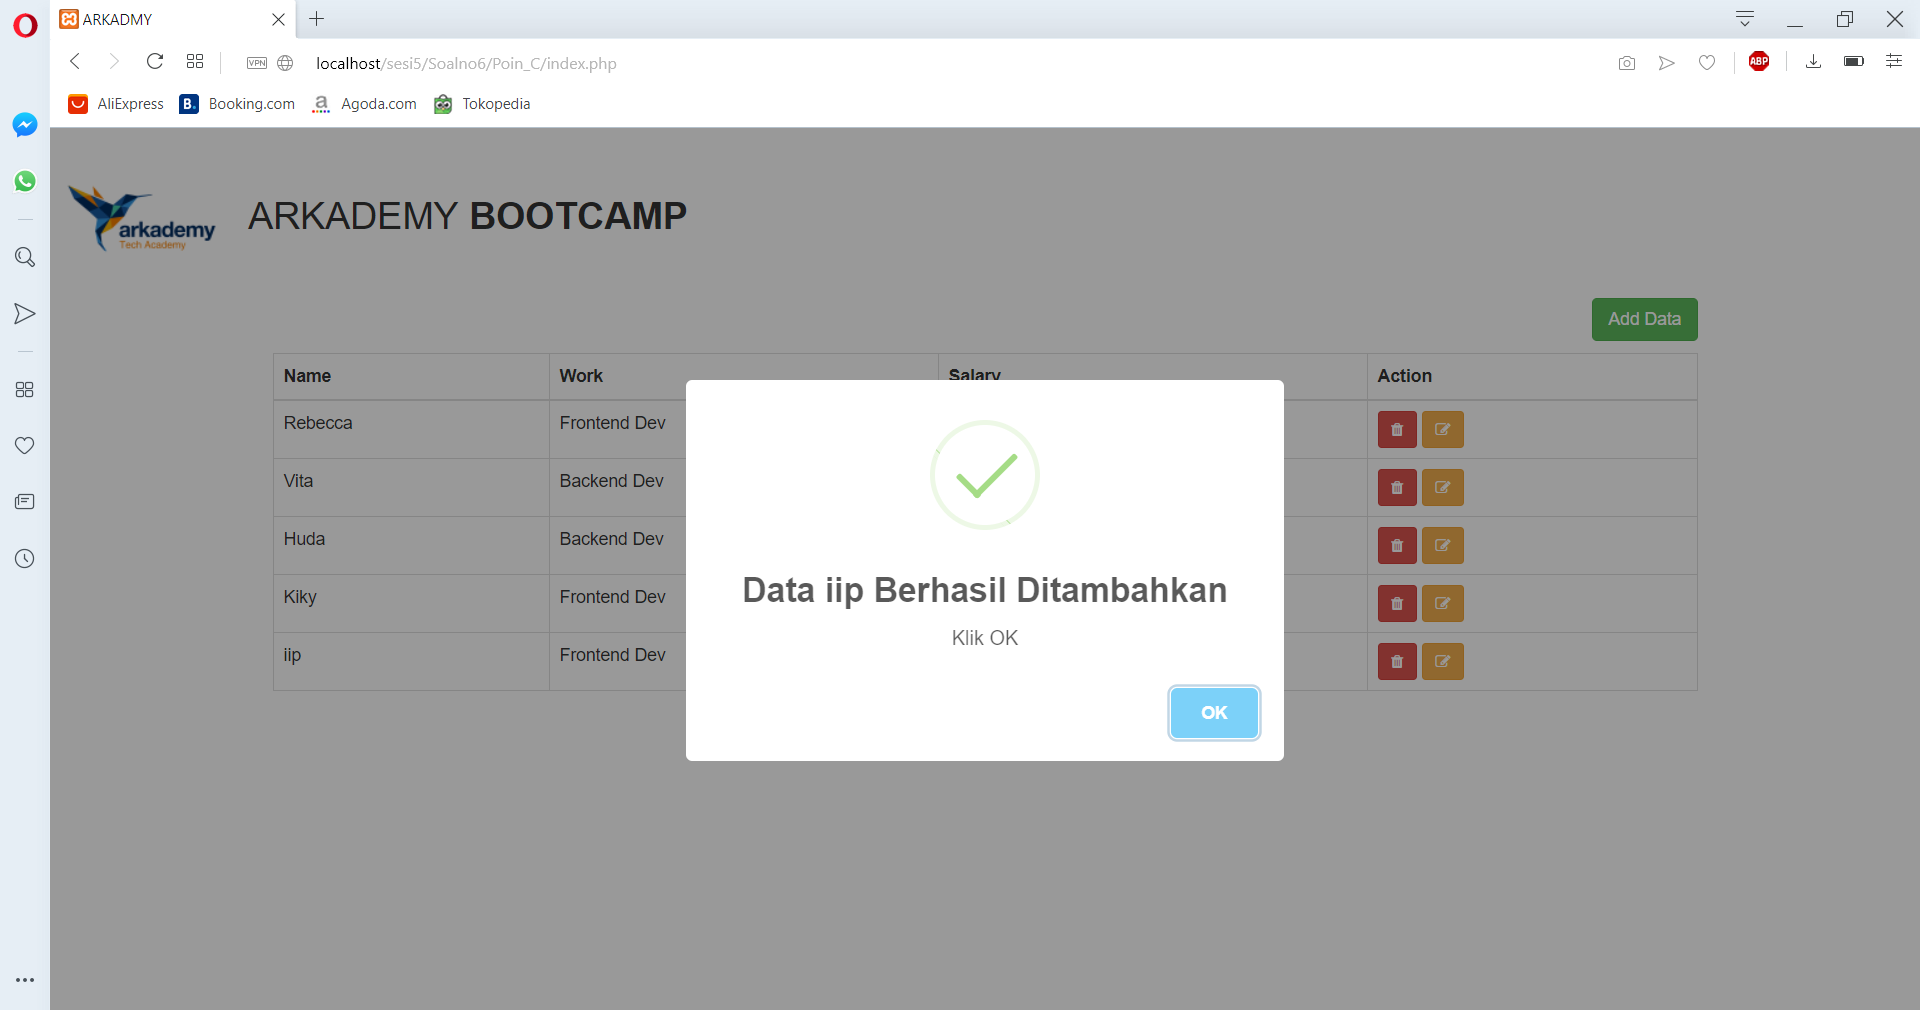 ARKADMY
VPN
localhost/sesi5/Soalno6/Poin_C/index.php
ABP
AliExpress
B.
Booking.com
a
Agoda.com
Tokopedia
arkademy
Tech Academy
ARKADEMY BOOTCAMP
Add Data
Name Work Salary Action
Rebecca Frontend Dev
Vita Backend Dev
Huda Backend Dev
Kiky Frontend Dev
iip Frontend Dev
Data iip Berhasil Ditambahkan
Klik OK
OK